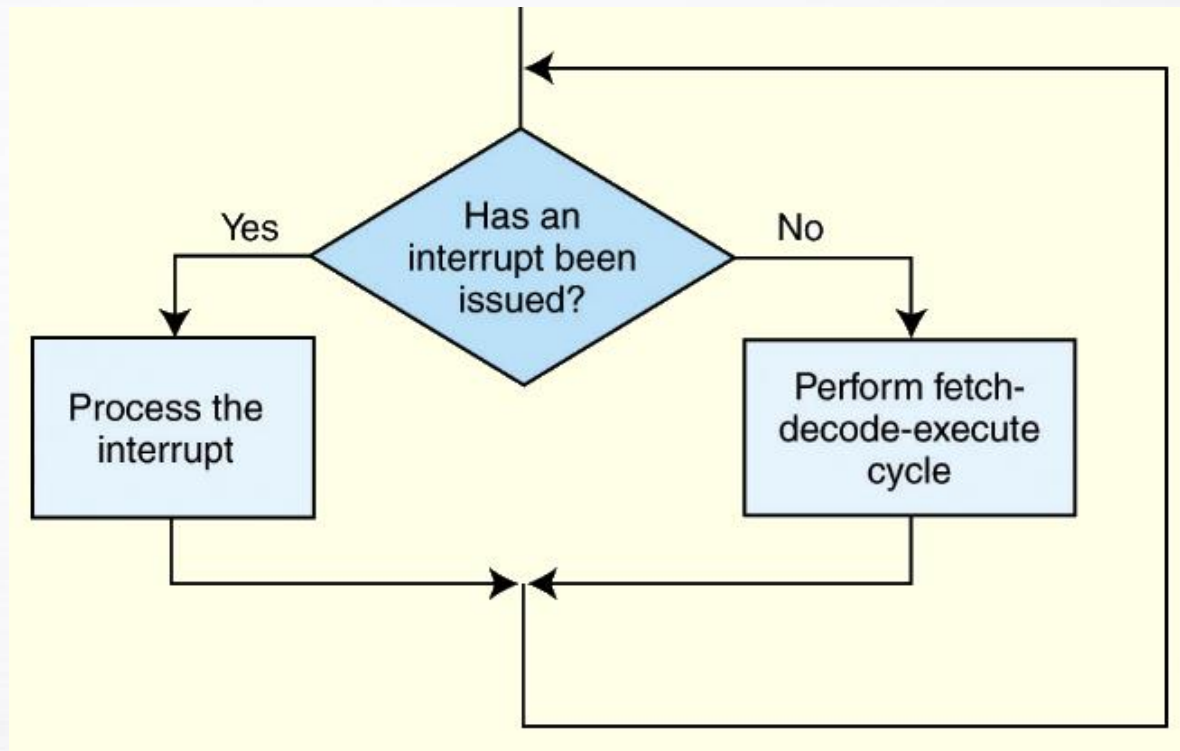 Has an
interrupt been
issued?
Yes
No
Process the
interrupt
Perform fetch-
decode-execute
cycle